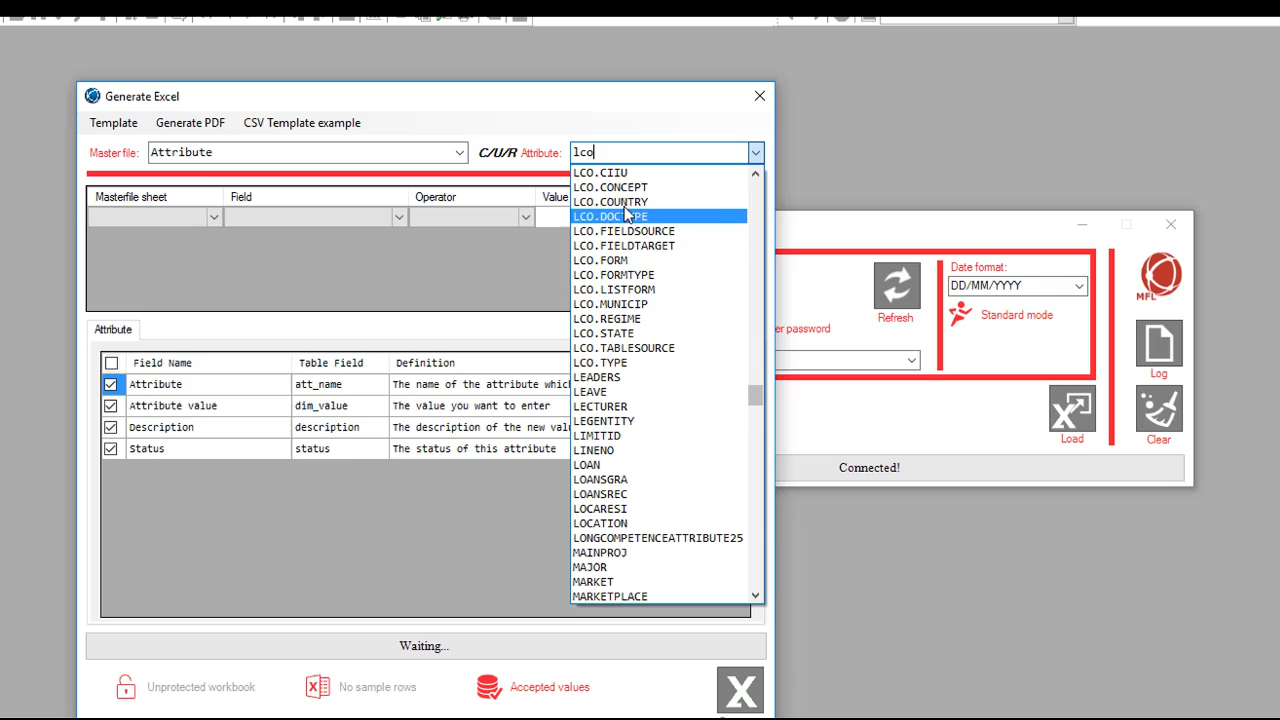 Generate Excel
Template Generate PDF CSV Template example
Master file: Attribute C/U/R Attribute: lco
Masterfile sheet Field Operator Value
LCO.CIIU
LCO.CONCEPT
LCO.COUNTRY
LCO.DOCTYPE
LCO.FIELDSOURCE
LCO.FIELDTARGET
LCO.FORM
LCO.FORMTYPE
LCO.LISTFORM
LCO.MUNICIP
LCO.REGIME
LCO.STATE
LCO.TABLESOURCE
LCO.TYPE
LEADERS
LEAVE
LECTURER
LEGENTITY
LIMITID
LINENO
LOAN
LOANSGRA
LOANSREC
LOCARESI
LOCATION
LONGCOMPETENCEATTRIBUTE25
MAINPROJ
MAJOR
MARKET
MARKETPLACE
Attribute
Field Name Table Field Definition
Attribute att_name The name of the attribute whic
Attribute value dim_value The value you want to enter
Description description The description of the new valu
Status status The status of this attribute
Waiting...
Unprotected workbook No sample rows Accepted values
Refresh
Date format:
DD/MM/YYYY
Standard mode
er password
MFL
Log
Load
Clear
Connected!